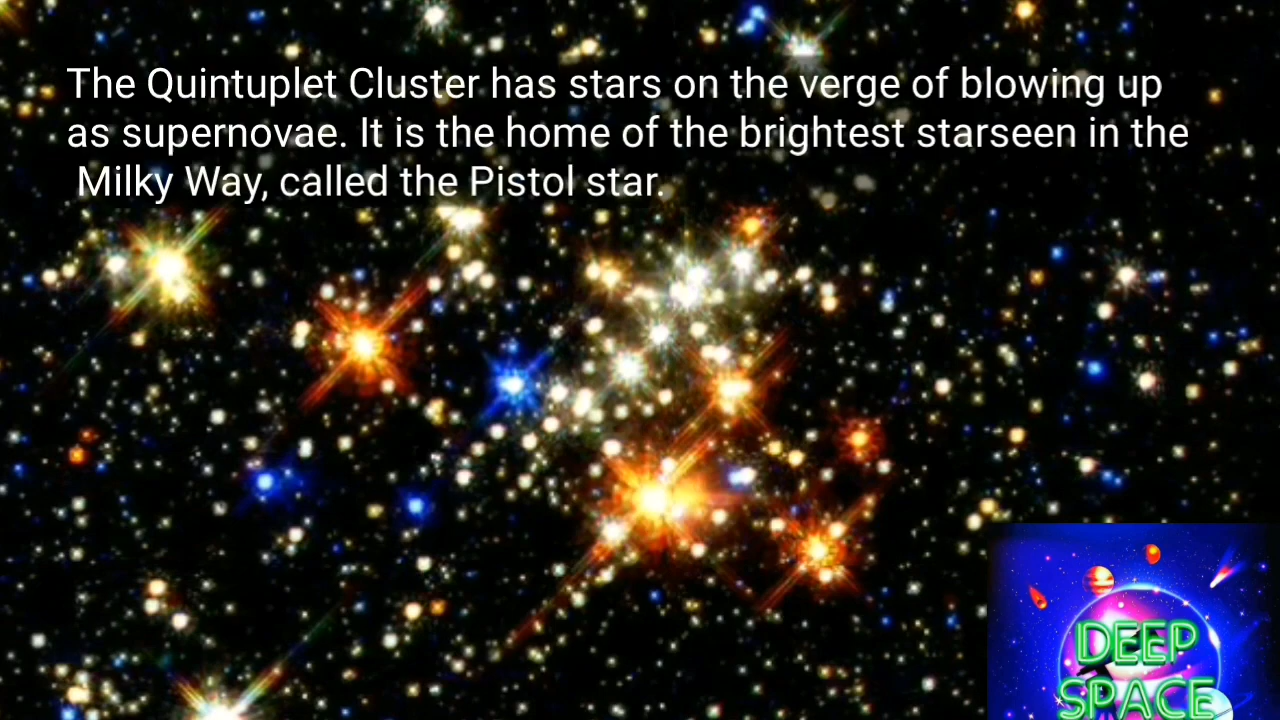 The Quintuplet Cluster has stars on the verge of blowing up
as supernovae. It is the home of the brightest starseen in the
Milky Way, called the Pistol star.
DEEP
SPACE